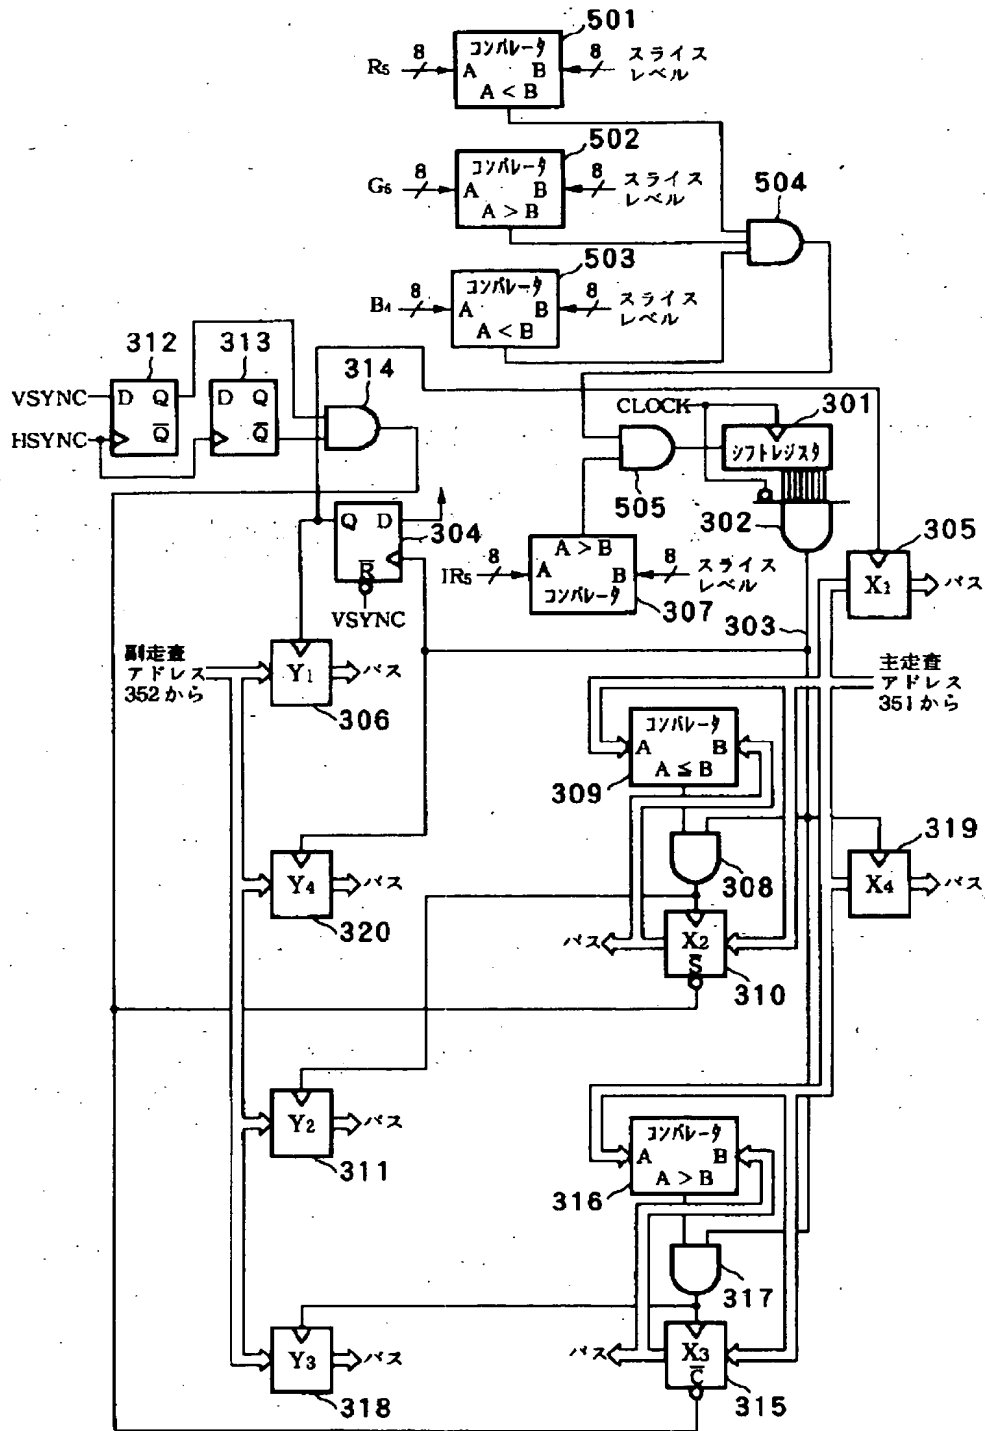 501
コンパレータ
R5 8 A B 8 スライス
レベル
A < B
502
コンパレータ
G5 8 A B 8 スライス
レベル
A > B
504
503
コンパレータ
B4 8 A B 8 スライス
レベル
A < B
312 313 314
VSYNC D Q D Q
HSYNC Q̅ Q̅
CLOCK 301
シフトレジスタ
505
302
Q D 304
R̅
VSYNC
305
X1 バス
A > B
IR5 8 A B 8 スライス
レベル
コンパレータ
307
303
副走査
アドレス
352から
Y1 バス
306
主走査
アドレス
351から
コンパレータ
A B
A ≦ B
309
308
319
X4 バス
Y4 バス
320
バス X2
S̅
310
Y2 バス
311
コンパレータ
A B
A > B
316
317
Y3 バス
318
バス X3
C̅
315